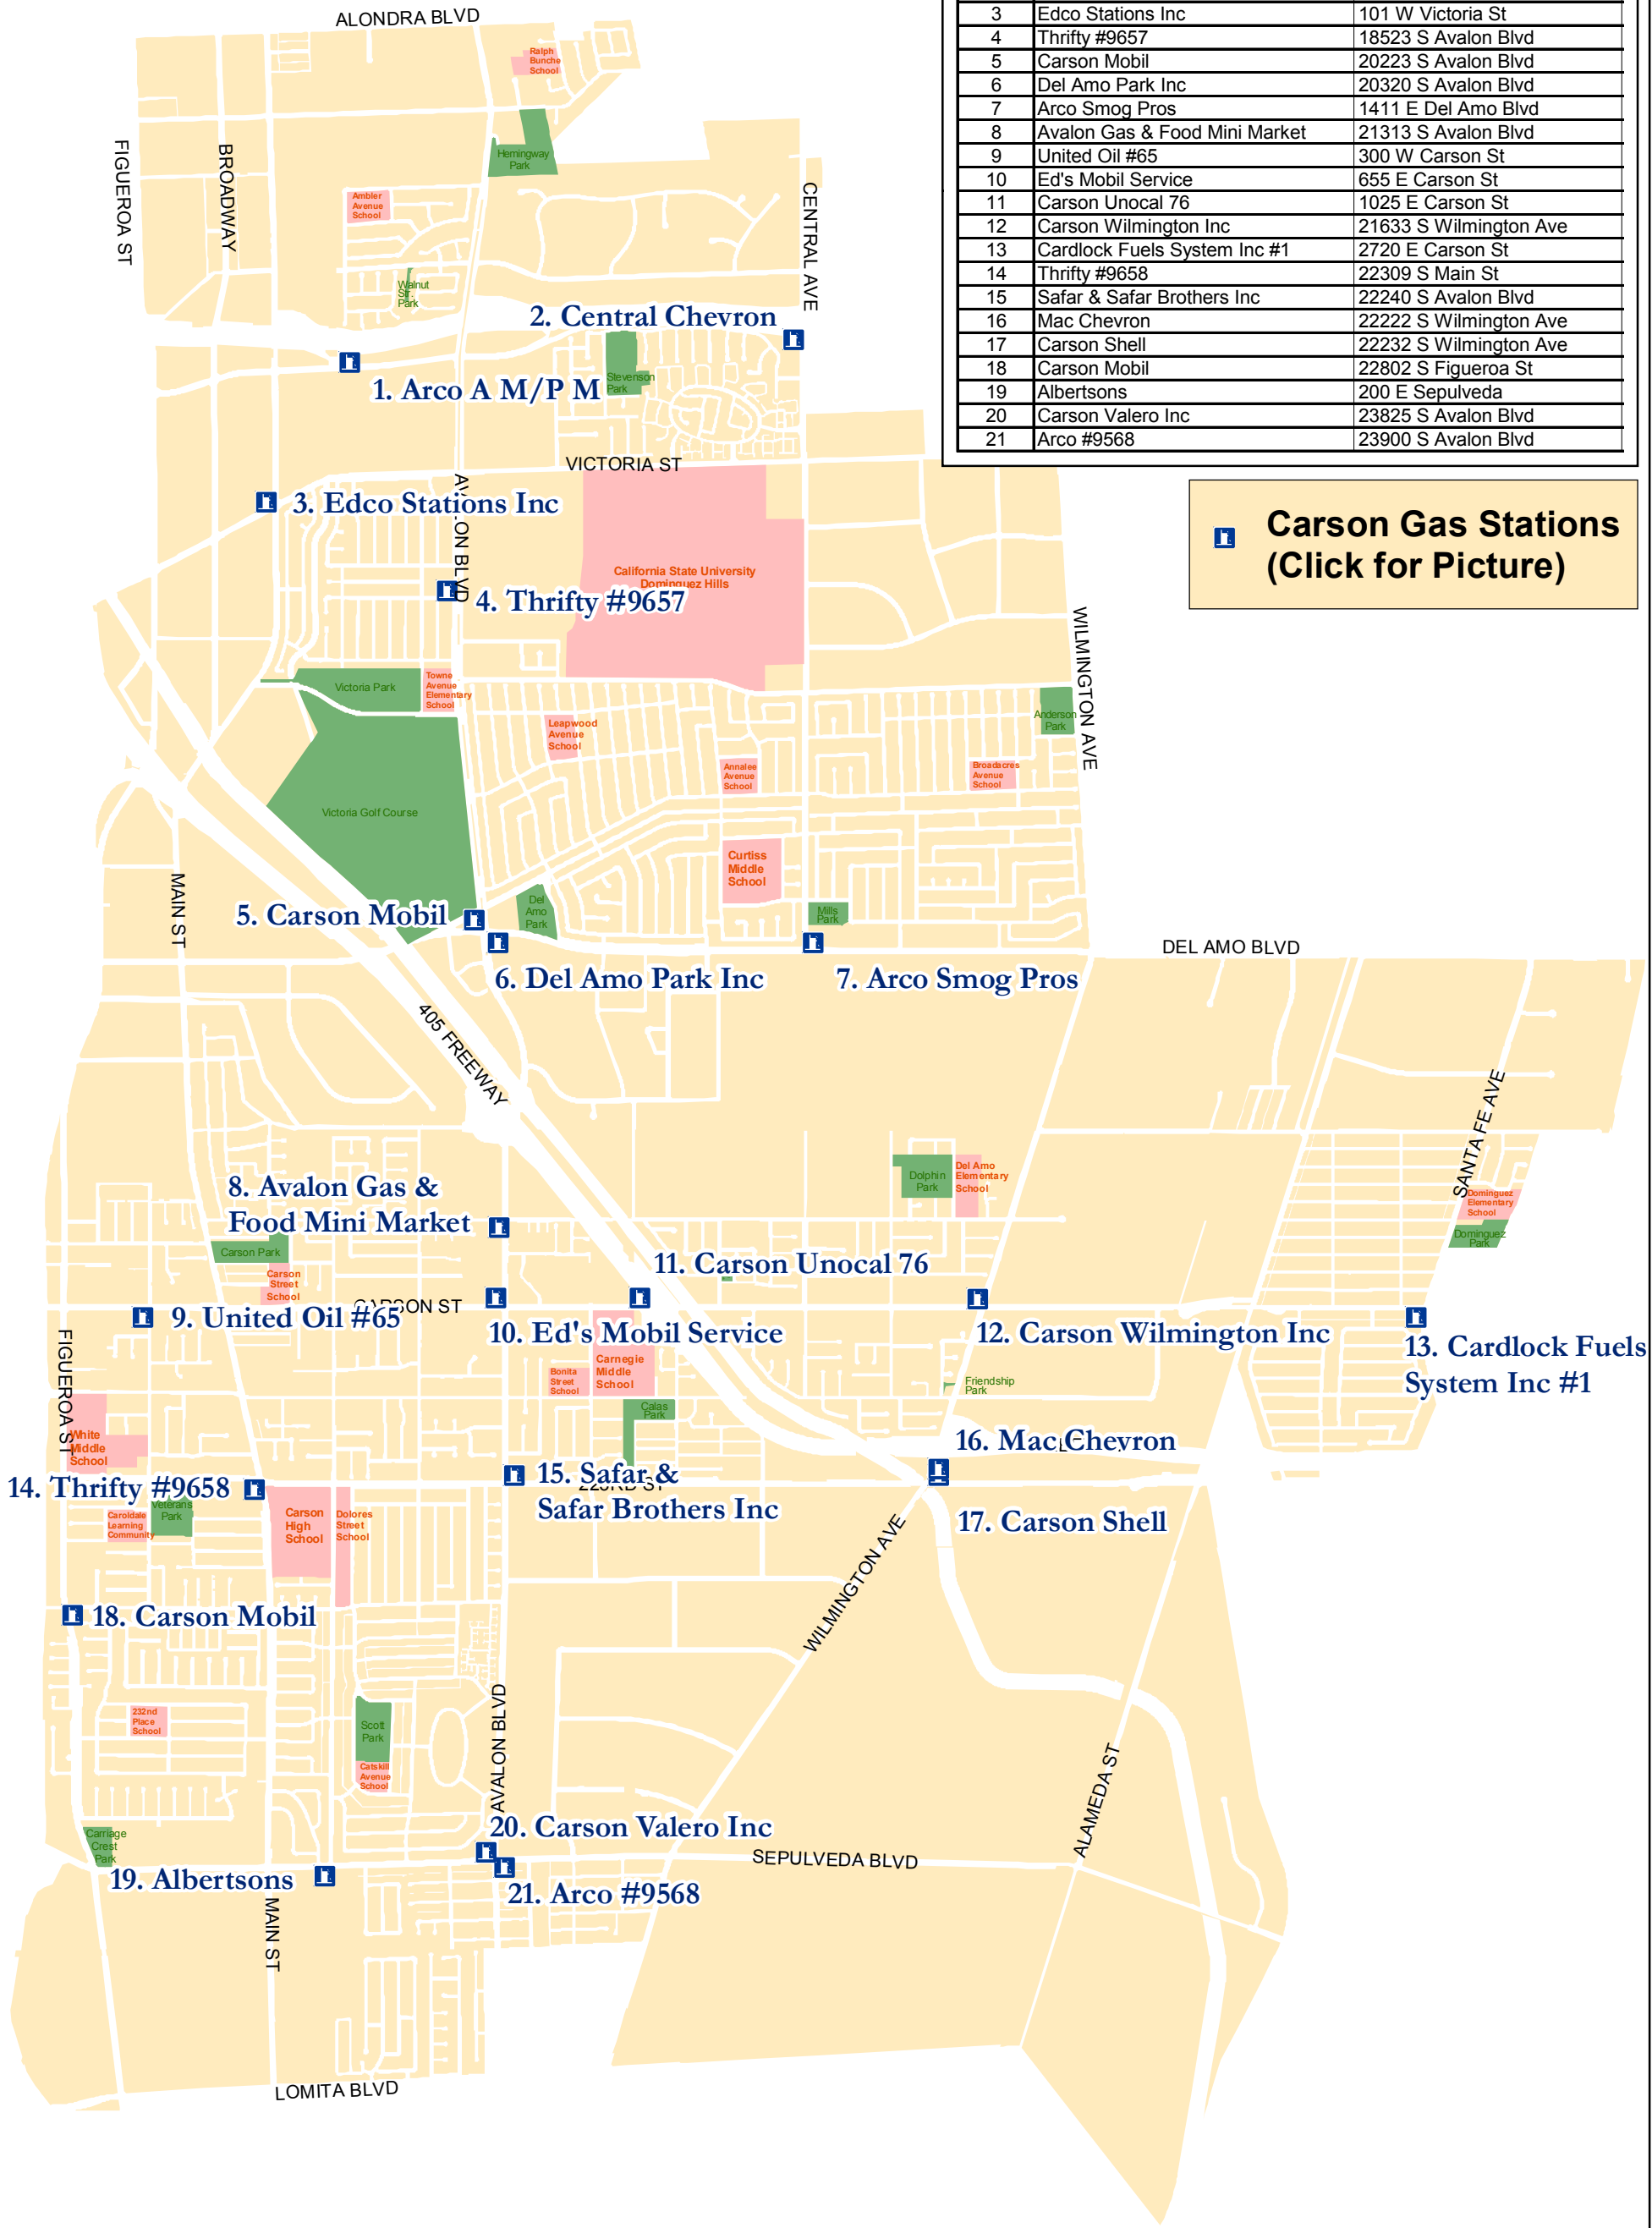 3 Edco Stations Inc 101 W Victoria St
4 Thrifty #9657 18523 S Avalon Blvd
5 Carson Mobil 20223 S Avalon Blvd
6 Del Amo Park Inc 20320 S Avalon Blvd
7 Arco Smog Pros 1411 E Del Amo Blvd
8 Avalon Gas & Food Mini Market 21313 S Avalon Blvd
9 United Oil #65 300 W Carson St
10 Ed's Mobil Service 655 E Carson St
11 Carson Unocal 76 1025 E Carson St
12 Carson Wilmington Inc 21633 S Wilmington Ave
13 Cardlock Fuels System Inc #1 2720 E Carson St
14 Thrifty #9658 22309 S Main St
15 Safar & Safar Brothers Inc 22240 S Avalon Blvd
16 Mac Chevron 22222 S Wilmington Ave
17 Carson Shell 22232 S Wilmington Ave
18 Carson Mobil 22802 S Figueroa St
19 Albertsons 200 E Sepulveda
20 Carson Valero Inc 23825 S Avalon Blvd
21 Arco #9568 23900 S Avalon Blvd
Carson Gas Stations
(Click for Picture)
ALONDRA BLVD
Ralph
Bunche
School
FIGUEROA ST
BROADWAY
Hemingway
Park
Ambler
Avenue
School
CENTRAL AVE
Walnut
Str.
Park
2. Central Chevron
1. Arco A M/P M
Stevenson
Park
VICTORIA ST
AVALON BLVD
3. Edco Stations Inc
California State University
Dominguez Hills
4. Thrifty #9657
WILMINGTON AVE
Victoria Park
Towne
Avenue
Elementary
School
Leapwood
Avenue
School
Anderson
Park
Annalee
Avenue
School
Broadacres
Avenue
School
Victoria Golf Course
Curtiss
Middle
School
MAIN ST
Del
Amo
Park
Mills
Park
5. Carson Mobil
DEL AMO BLVD
6. Del Amo Park Inc
7. Arco Smog Pros
405 FREEWAY
SANTA FE AVE
8. Avalon Gas &
Food Mini Market
Dolphin
Park
Del Amo
Elementary
School
Dominguez
Elementary
School
Dominguez
Park
Carson Park
Carson
Street
School
11. Carson Unocal 76
CARSON ST
9. United Oil #65
10. Ed's Mobil Service
12. Carson Wilmington Inc
13. Cardlock Fuels
System Inc #1
FIGUEROA ST
Bonita
Street
School
Carnegie
Middle
School
Friendship
Park
Calas
Park
White
Middle
School
16. Mac Chevron
14. Thrifty #9658
15. Safar &
Safar Brothers Inc
223RD ST
17. Carson Shell
Veterans
Park
Caroldale
Learning
Community
Carson
High
School
Dolores
Street
School
WILMINGTON AVE
18. Carson Mobil
232nd
Place
School
Scott
Park
Catskill
Avenue
School
AVALON BLVD
ALAMEDA ST
Carriage
Crest
Park
20. Carson Valero Inc
SEPULVEDA BLVD
19. Albertsons
21. Arco #9568
MAIN ST
LOMITA BLVD